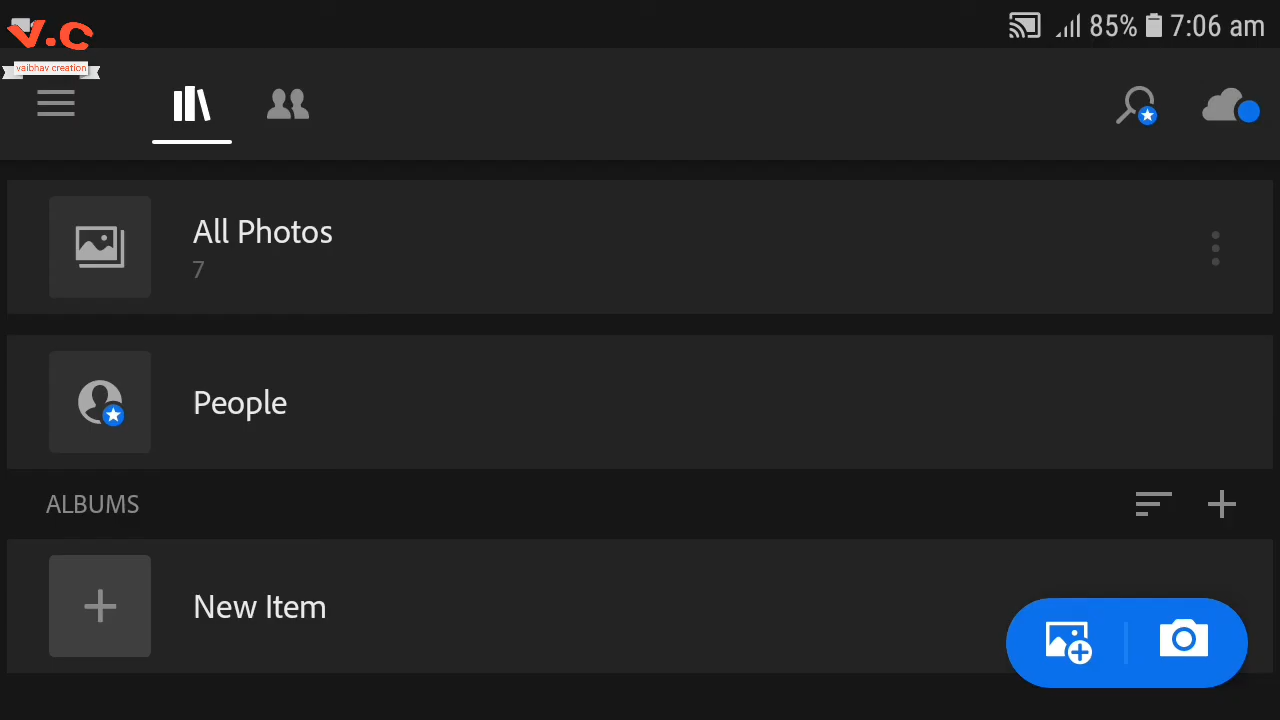 V.C
vaibhav creation
85% 7:06 am
All Photos
7
People
ALBUMS
New Item